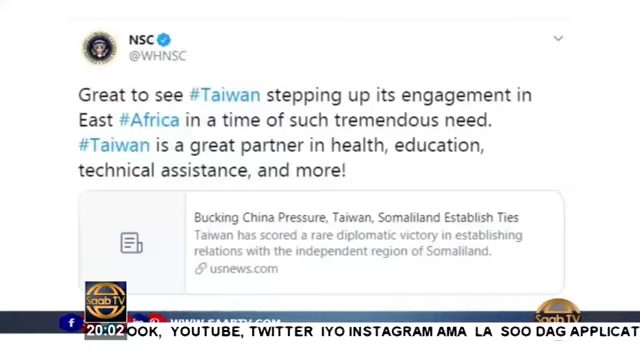 NSC
@WHNSC
Great to see #Taiwan stepping up its engagement in
East #Africa in a time of such tremendous need.
#Taiwan is a great partner in health, education,
technical assistance, and more!
Bucking China Pressure, Taiwan, Somaliland Establish Ties
Taiwan has scored a rare diplomatic victory in establishing
relations with the independent region of Somaliland.
usnews.com
Saab TV
20:02
OOK, YOUTUBE, TWITTER IYO INSTAGRAM AMA LA SOO DAG APPLICAT